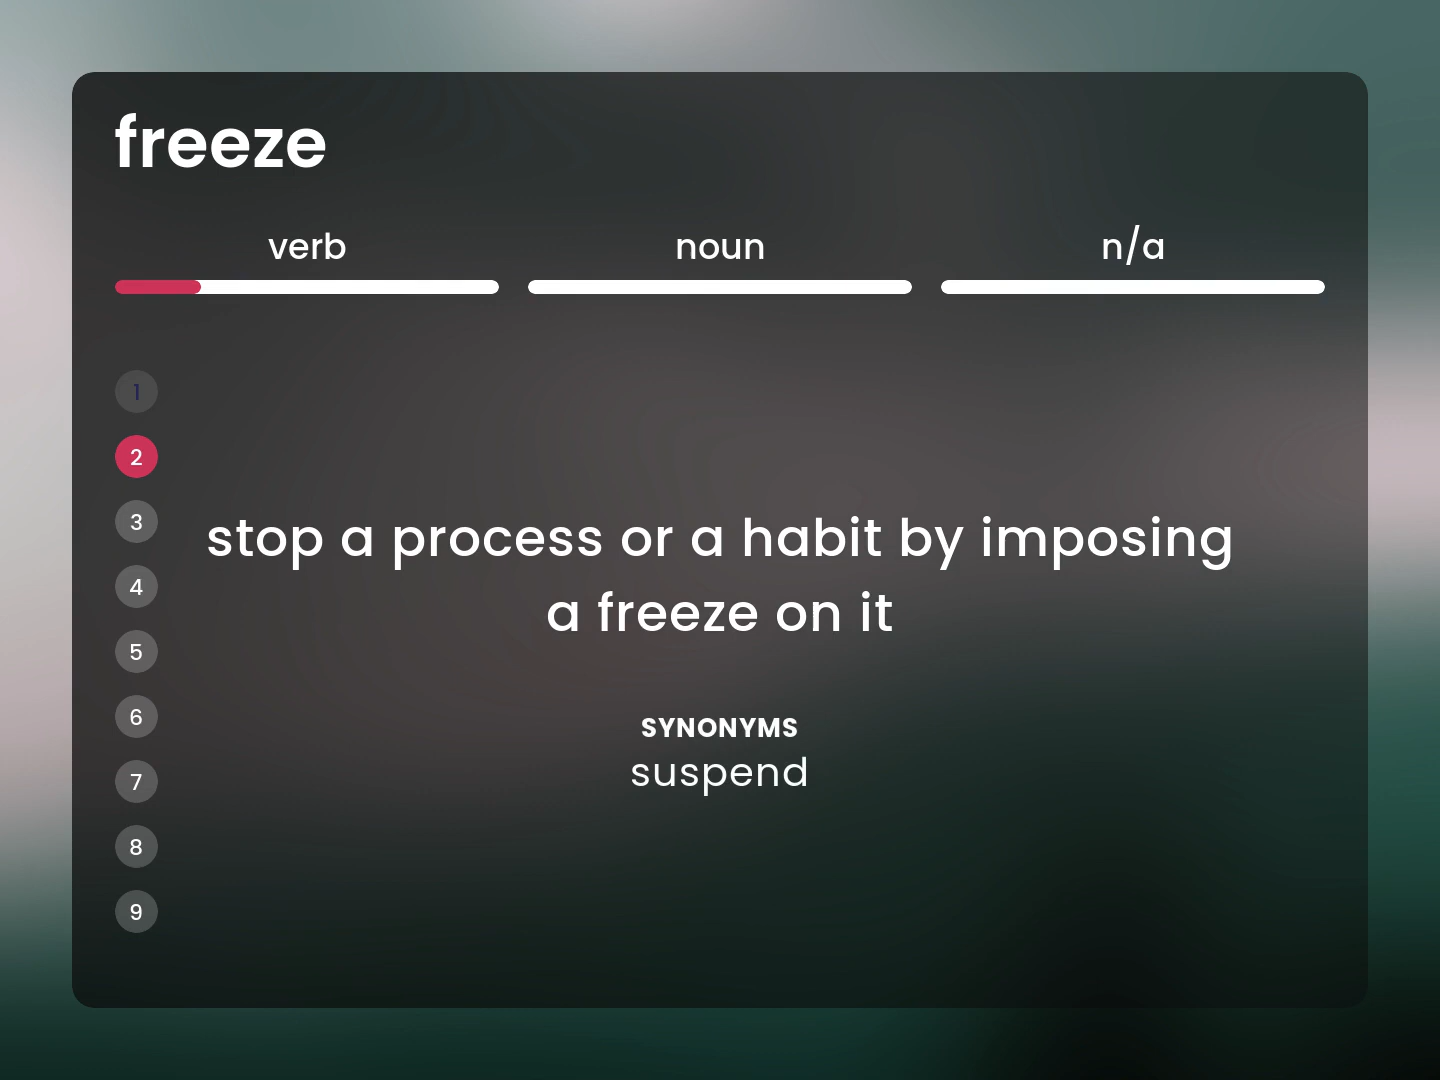 freeze
verb
noun
n/a
1
2
3
4
5
6
7
8
9
stop a process or a habit by imposing
a freeze on it
SYNONYMS
suspend